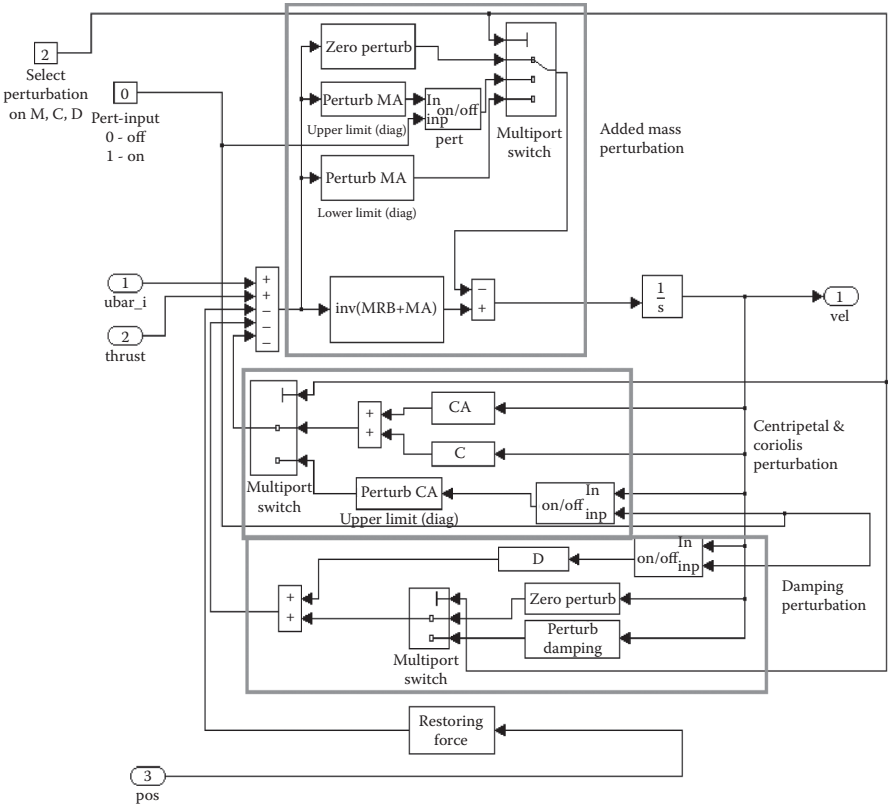 2
Select
perturbation
on M, C, D
0
Pert-input
0 - off
1 - on
Zero perturb
Perturb MA
Upper limit (diag)
In
on/off
inp
pert
Multiport
switch
Added mass
perturbation
Perturb MA
Lower limit (diag)
1
ubar_i
2
thrust
+
+
−
−
−
inv(MRB+MA)
−
+
1
s
1
vel
CA
+
+
C
Centripetal &
coriolis
perturbation
Multiport
switch
Perturb CA
Upper limit (diag)
In
on/off
inp
In
on/off
inp
D
Damping
perturbation
+
+
Zero perturb
Perturb
damping
Multiport
switch
Restoring
force
3
pos